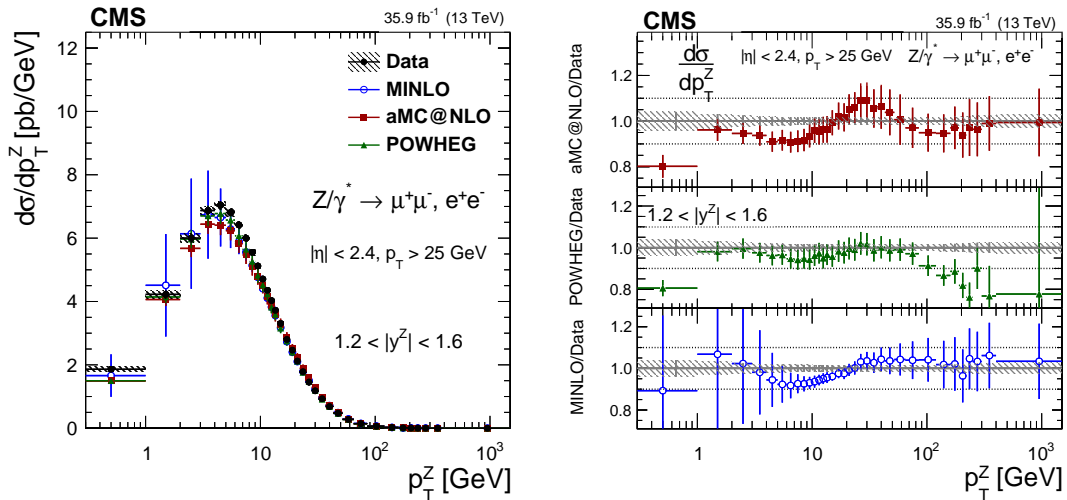 CMS
35.9 fb⁻¹ (13 TeV)
dσ/dp_T^Z [pb/GeV]
12
10
8
6
4
2
0
Data
MINLO
aMC@NLO
POWHEG
Z/γ* → μ⁺μ⁻, e⁺e⁻
|η| < 2.4, p_T > 25 GeV
1.2 < |y^Z| < 1.6
1 10 10² 10³
p_T^Z [GeV]
CMS
35.9 fb⁻¹ (13 TeV)
aMC@NLO/Data
dσ/dp_T^Z
|η| < 2.4, p_T > 25 GeV Z/γ* → μ⁺μ⁻, e⁺e⁻
1.2
1.0
0.8
POWHEG/Data
1.2 < |y^Z| < 1.6
1.2
1.0
0.8
MINLO/Data
1.2
1.0
0.8
1 10 10² 10³
p_T^Z [GeV]